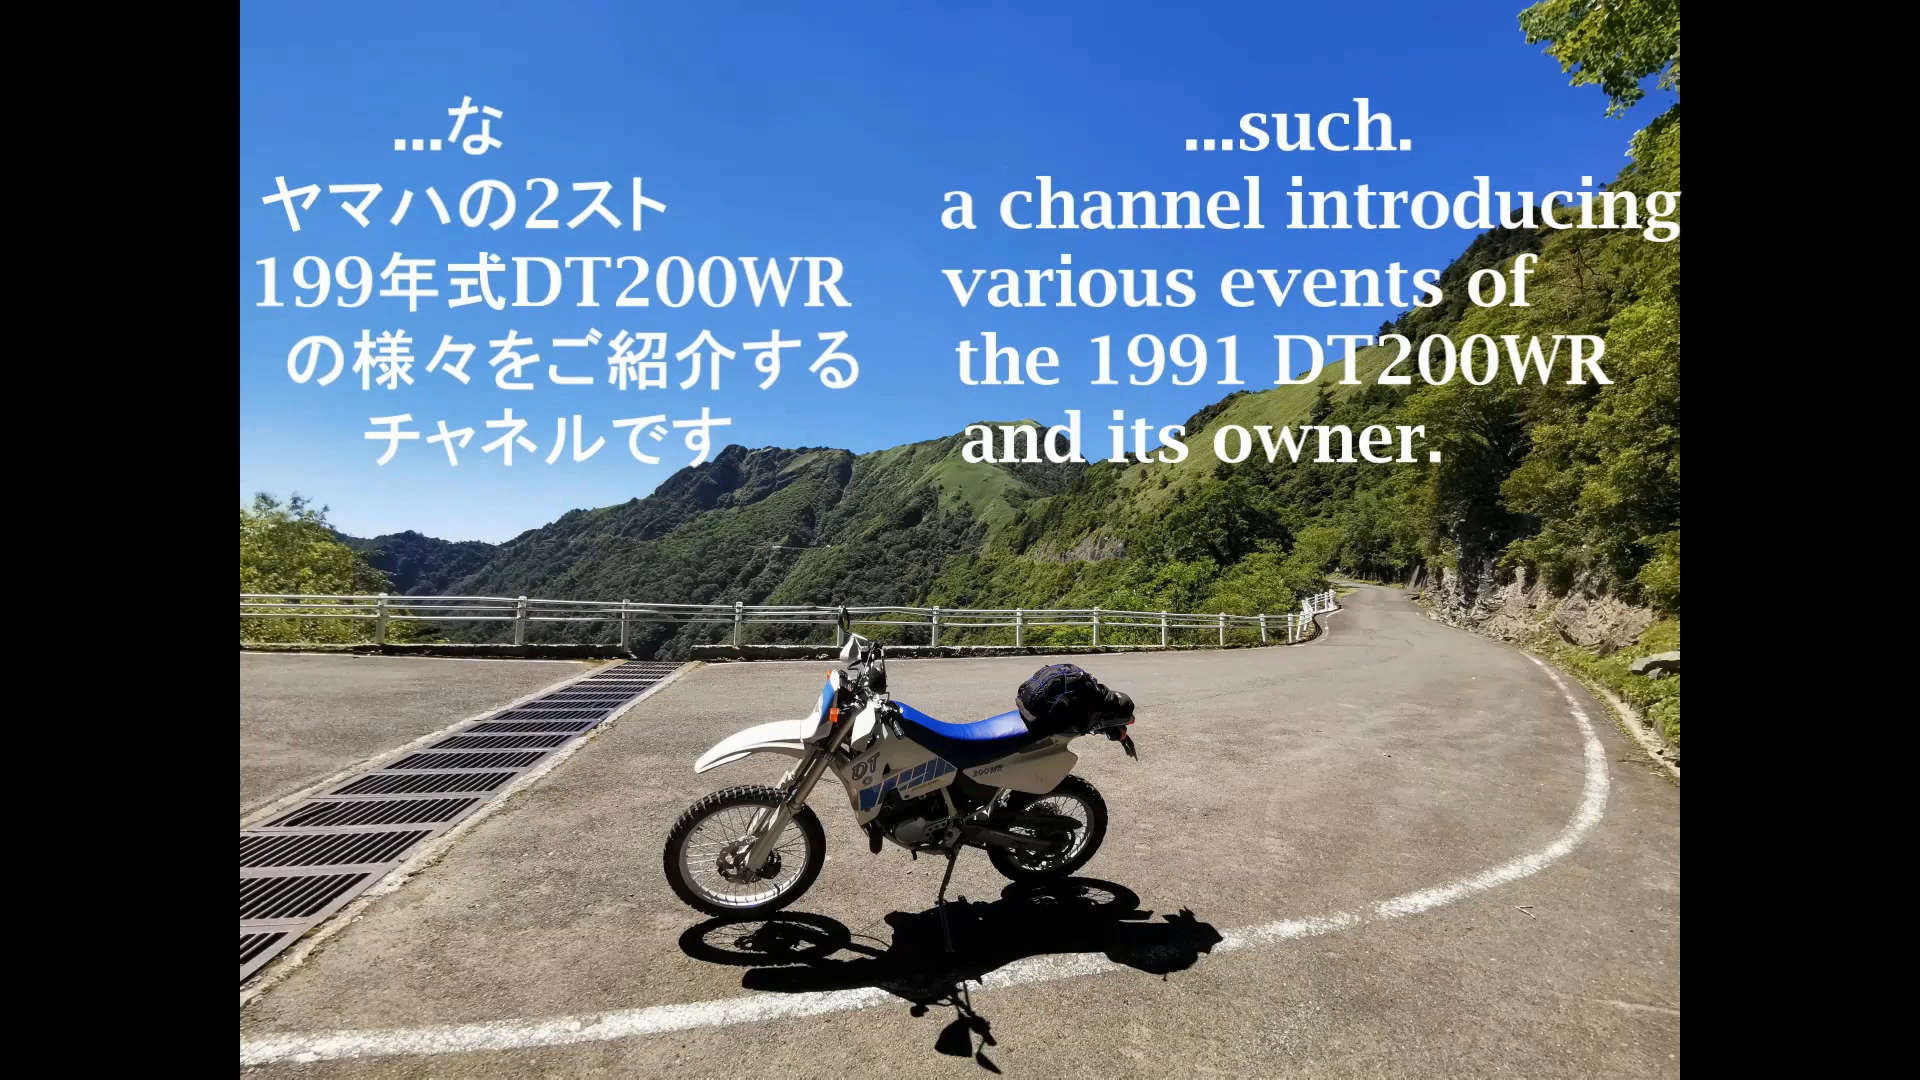 ...な
ヤマハの2スト
199年式DT200WR
の様々をご紹介する
チャネルです
...such.
a channel introducing
various events of
the 1991 DT200WR
and its owner.
DT
200WR